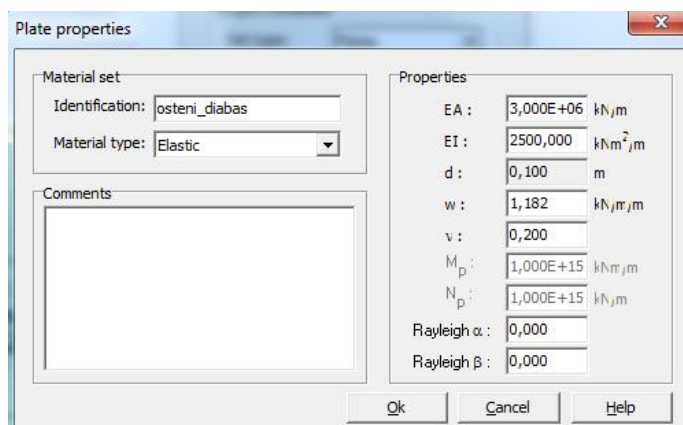 Plate properties
Material set
Identification: osteni_diabas
Material type: Elastic
Comments
Properties
EA : 3,000E+06 kN/m
EI : 2500,000 kNm²/m
d : 0,100 m
w : 1,182 kN/m/m
ν : 0,200
Mp : 1,000E+15 kNm/m
Np : 1,000E+15 kN/m
Rayleigh α : 0,000
Rayleigh β : 0,000
Ok Cancel Help